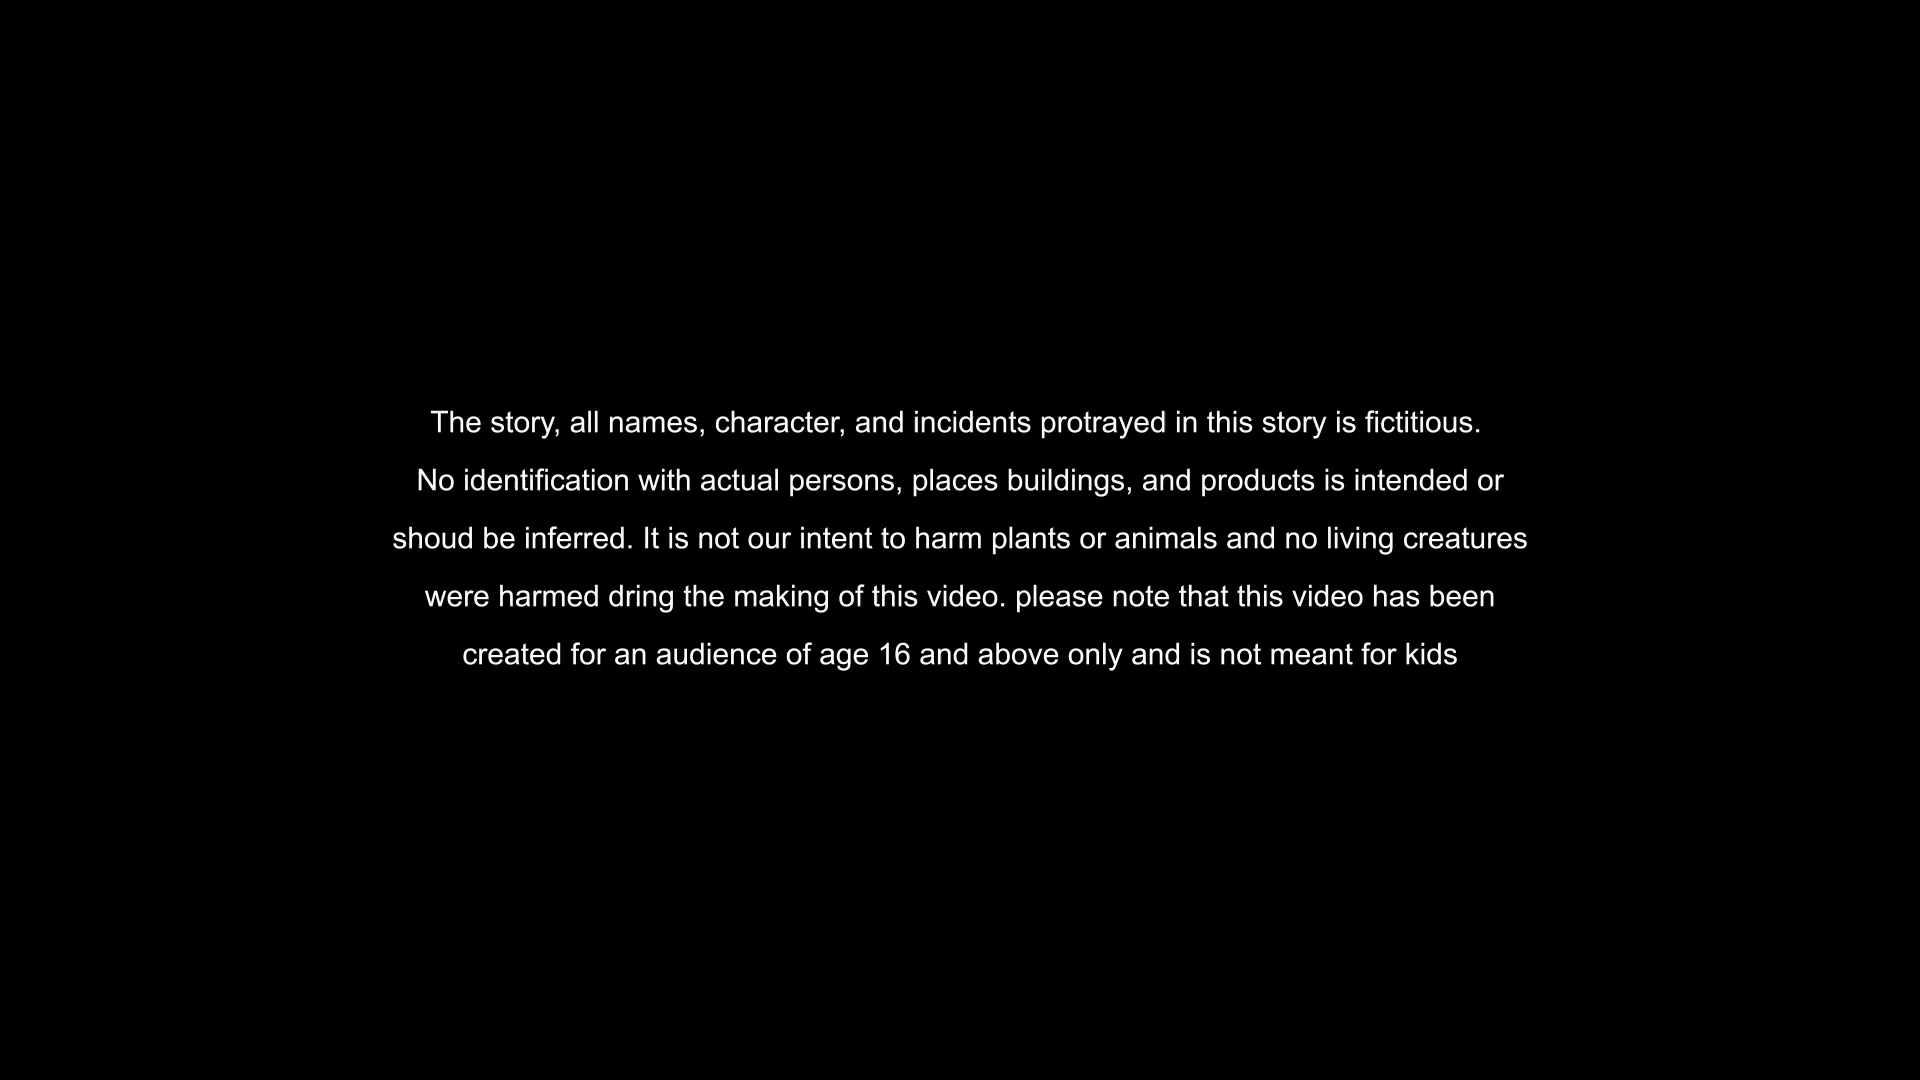 The story, all names, character, and incidents protrayed in this story is fictitious.
No identification with actual persons, places buildings, and products is intended or
shoud be inferred. It is not our intent to harm plants or animals and no living creatures
were harmed dring the making of this video. please note that this video has been
created for an audience of age 16 and above only and is not meant for kids